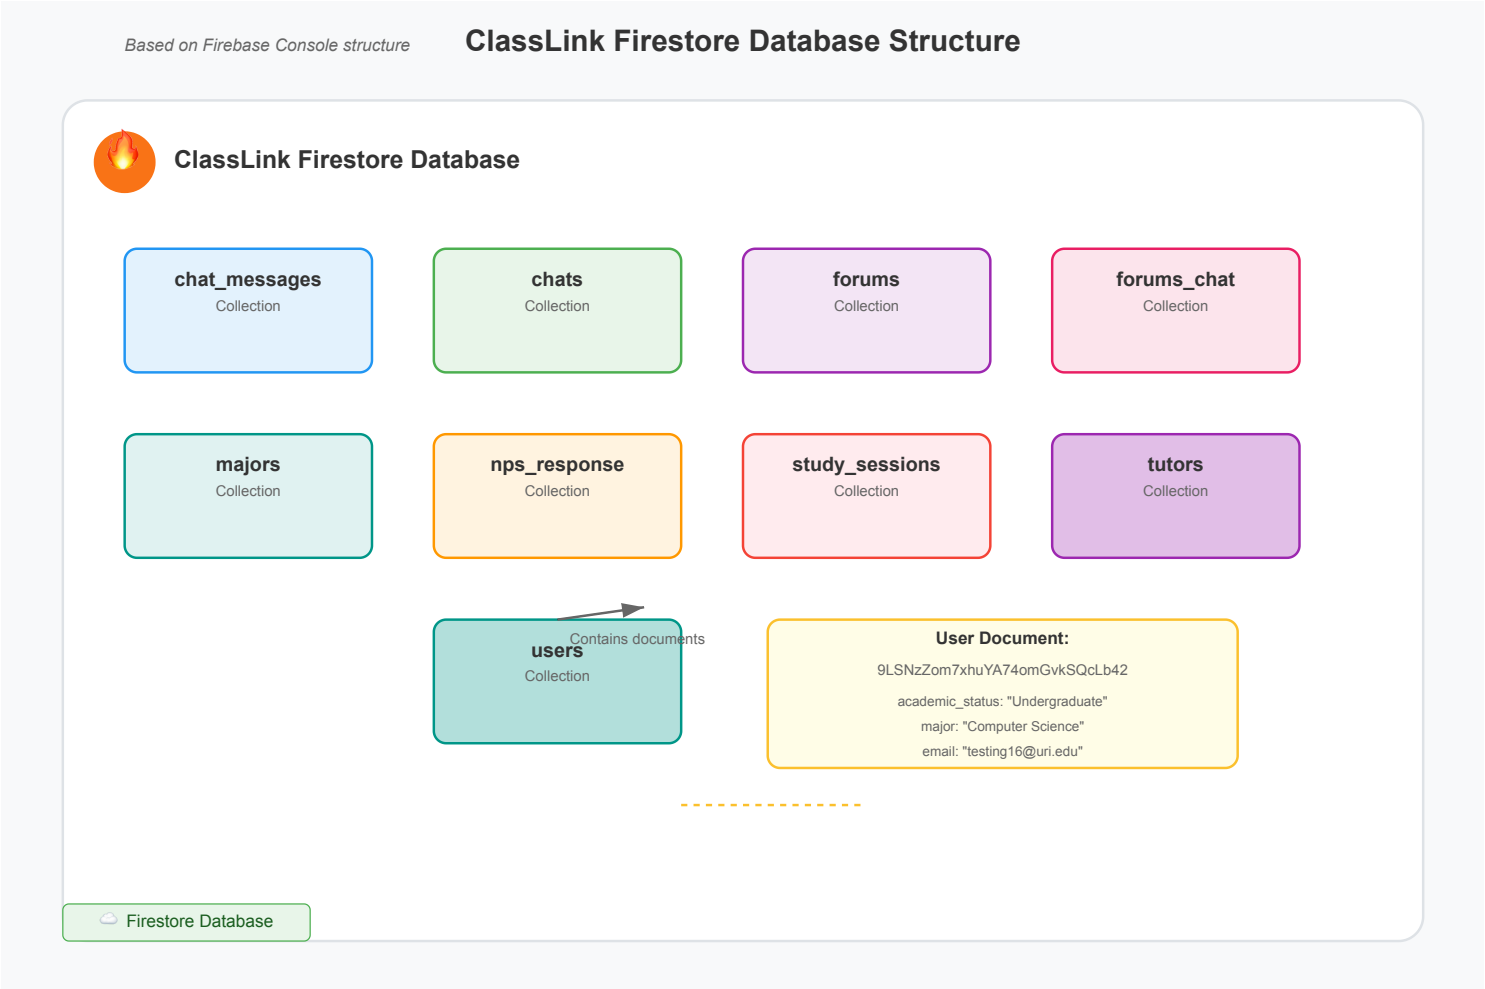 Based on Firebase Console structure
ClassLink Firestore Database Structure
ClassLink Firestore Database
chat_messages
Collection
chats
Collection
forums
Collection
forums_chat
Collection
majors
Collection
nps_response
Collection
study_sessions
Collection
tutors
Collection
Contains documents
users
Collection
User Document:
9LSNzZom7xhuYA74omGvkSQcLb42
academic_status: "Undergraduate"
major: "Computer Science"
email: "testing16@uri.edu"
Firestore Database